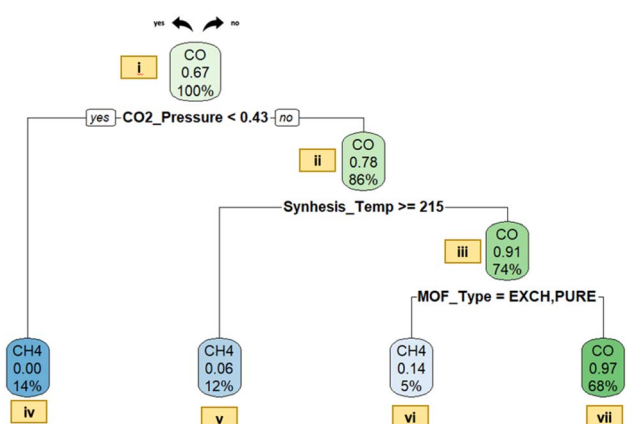 yes no
i
CO
0.67
100%
yes CO2_Pressure < 0.43 no
ii
CO
0.78
86%
Synhesis_Temp >= 215
iii
CO
0.91
74%
MOF_Type = EXCH,PURE
CH4
0.00
14%
CH4
0.06
12%
CH4
0.14
5%
CO
0.97
68%
iv
v
vi
vii